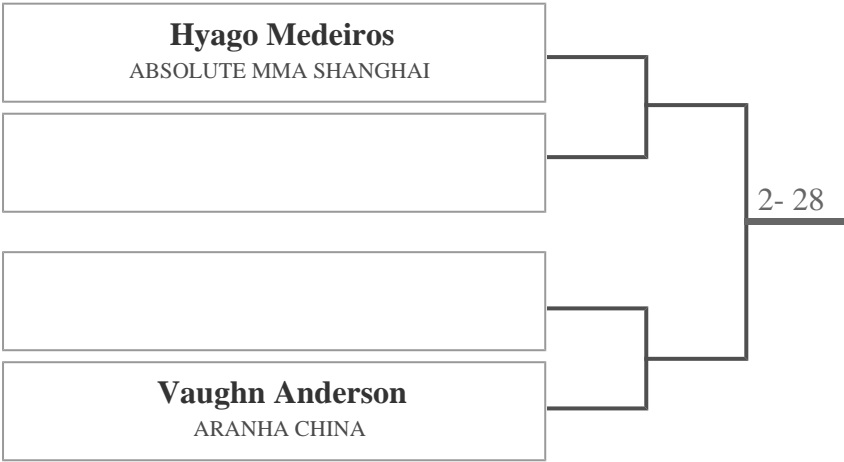 Hyago Medeiros
ABSOLUTE MMA SHANGHAI
2- 28
Vaughn Anderson
ARANHA CHINA